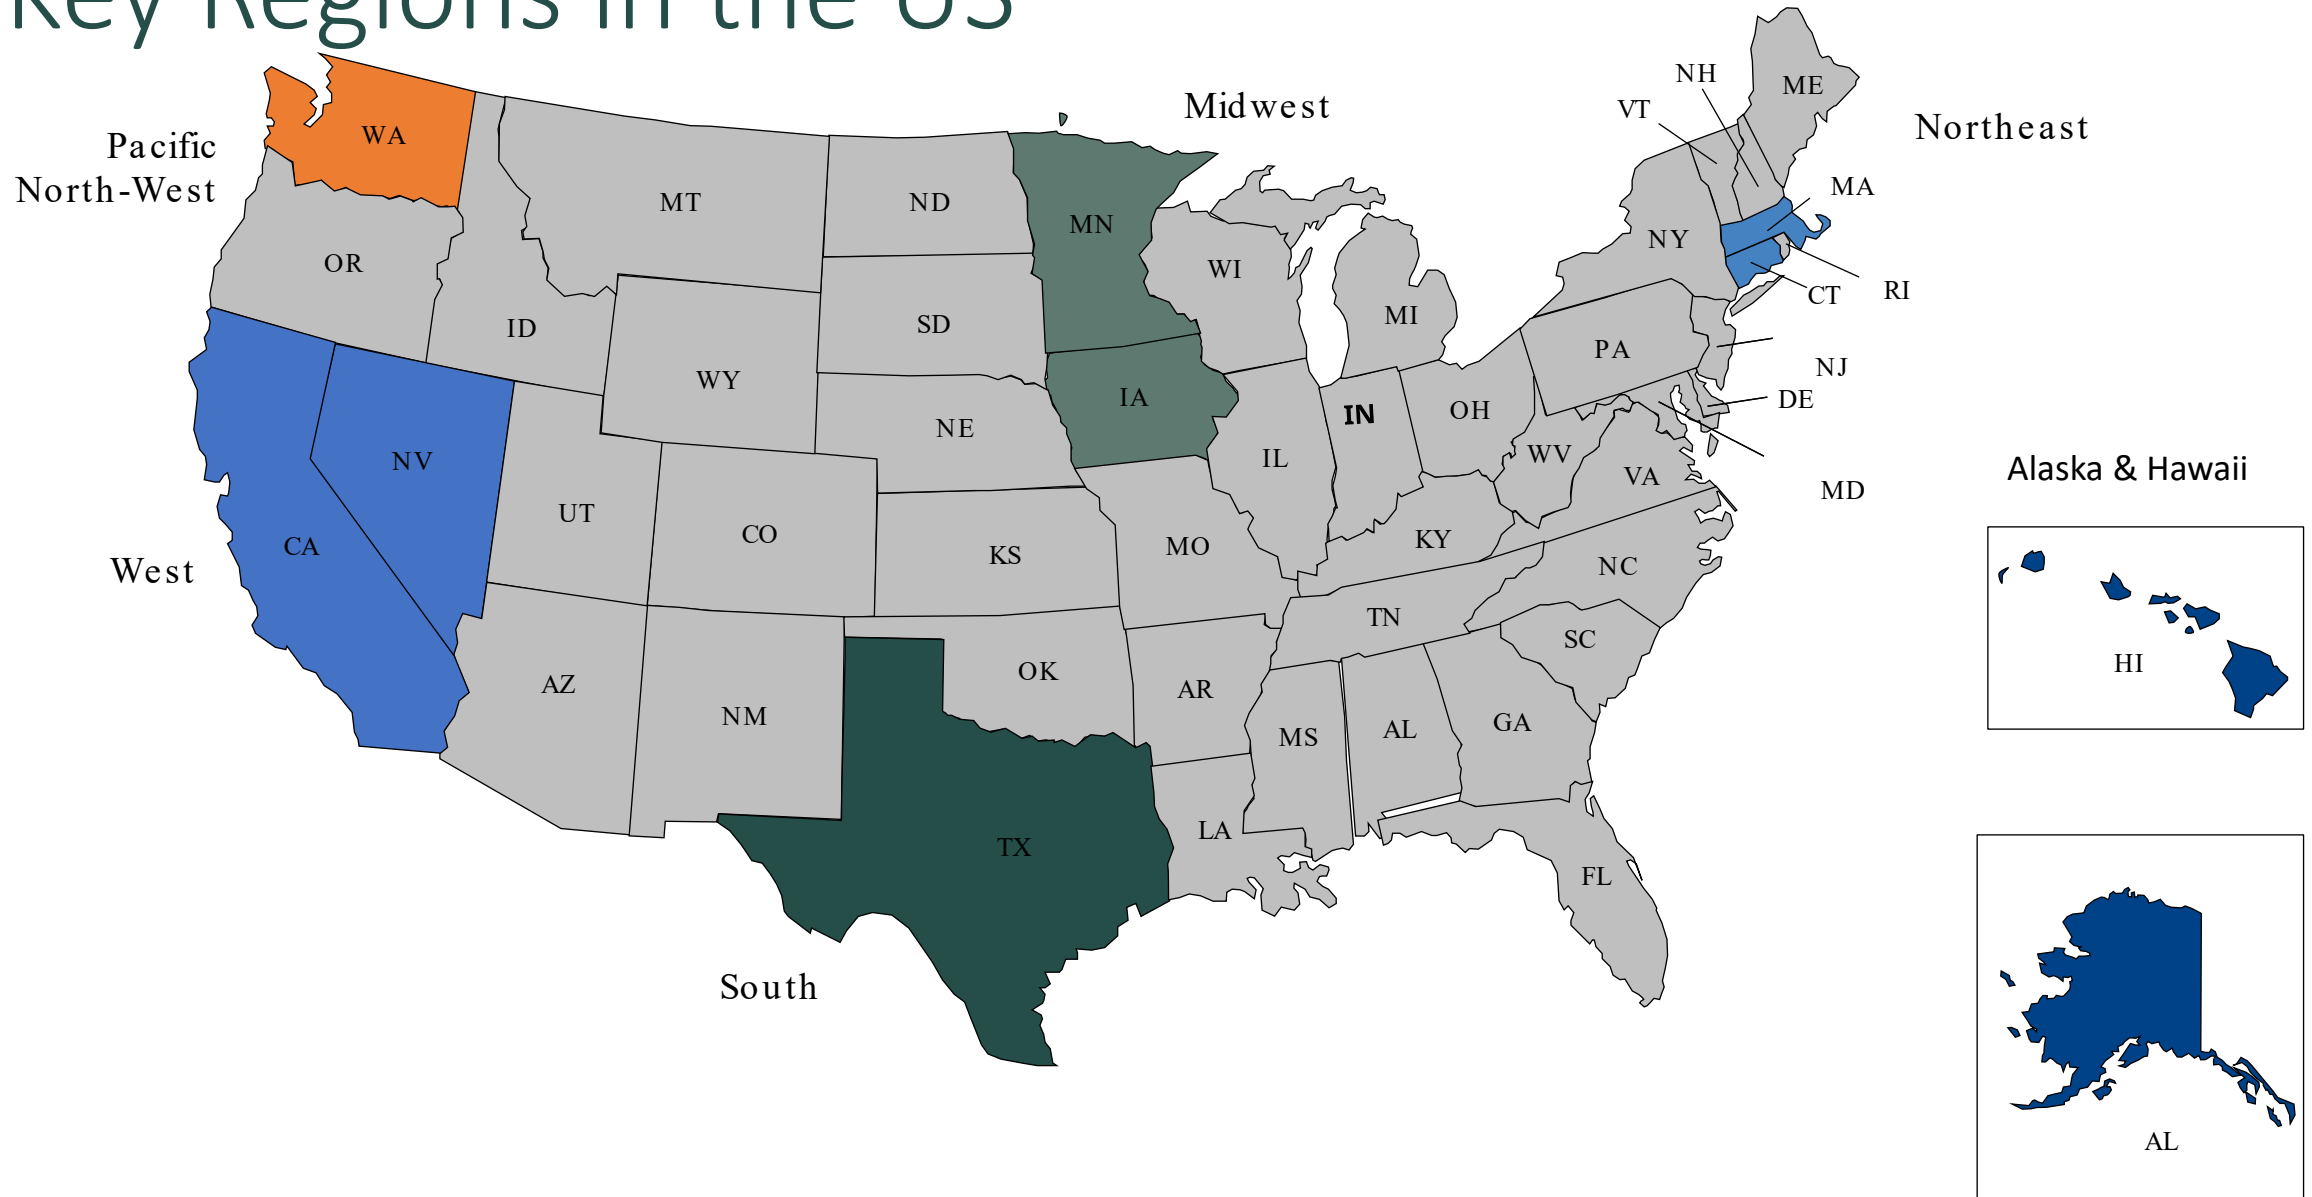 Key Regions in the US
Midwest
Northeast
Pacific
North-West
West
South
Alaska & Hawaii
WA
OR
CA
NV
ID
MT
WY
UT
CO
AZ
NM
ND
SD
NE
KS
OK
TX
MN
IA
MO
AR
LA
WI
IL
MI
IN
OH
KY
TN
MS
AL
GA
FL
SC
NC
VA
WV
PA
NY
VT
NH
ME
MA
RI
CT
NJ
DE
MD
HI
AL